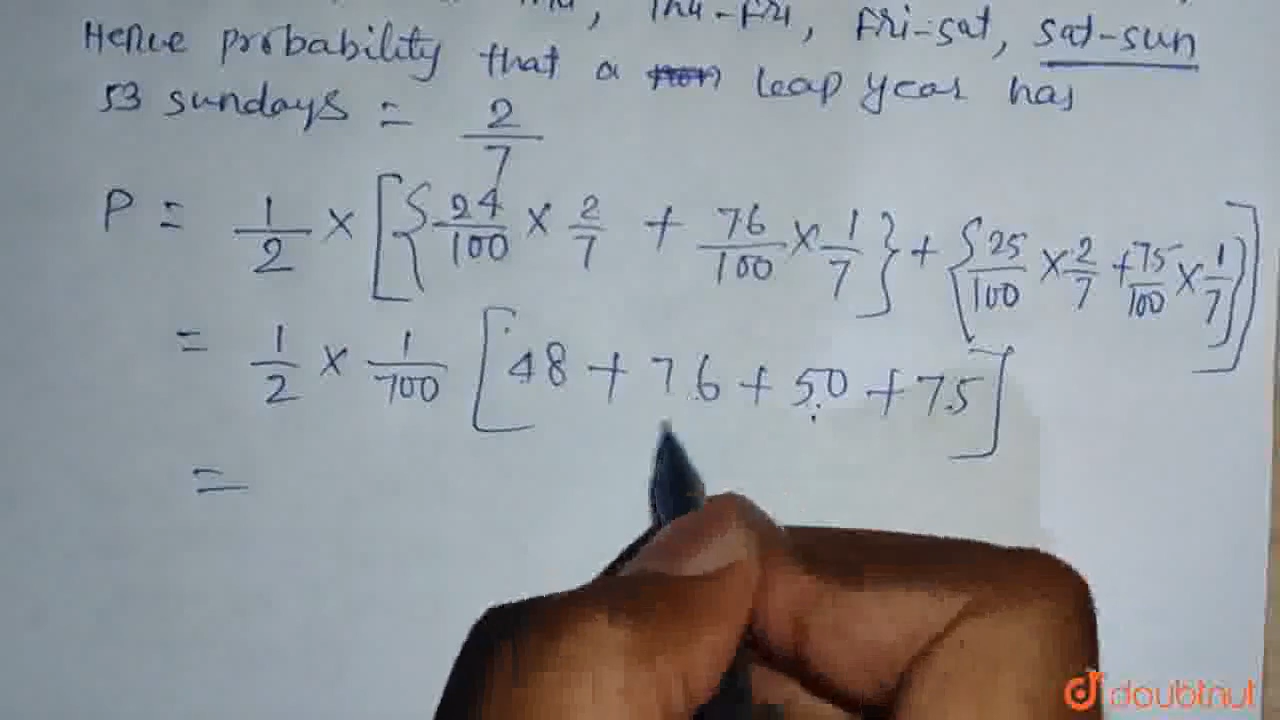 Thu-Fri, Fri-sat, sat-sun
Hence probability that a leap year has
53 sundays = 2/7
P = 1/2 × [{24/100 × 2/7 + 76/100 × 1/7} + {25/100 × 2/7 + 75/100 × 1/7}]
= 1/2 × 1/700 [48 + 76 + 50 + 75]
=
doubtnut